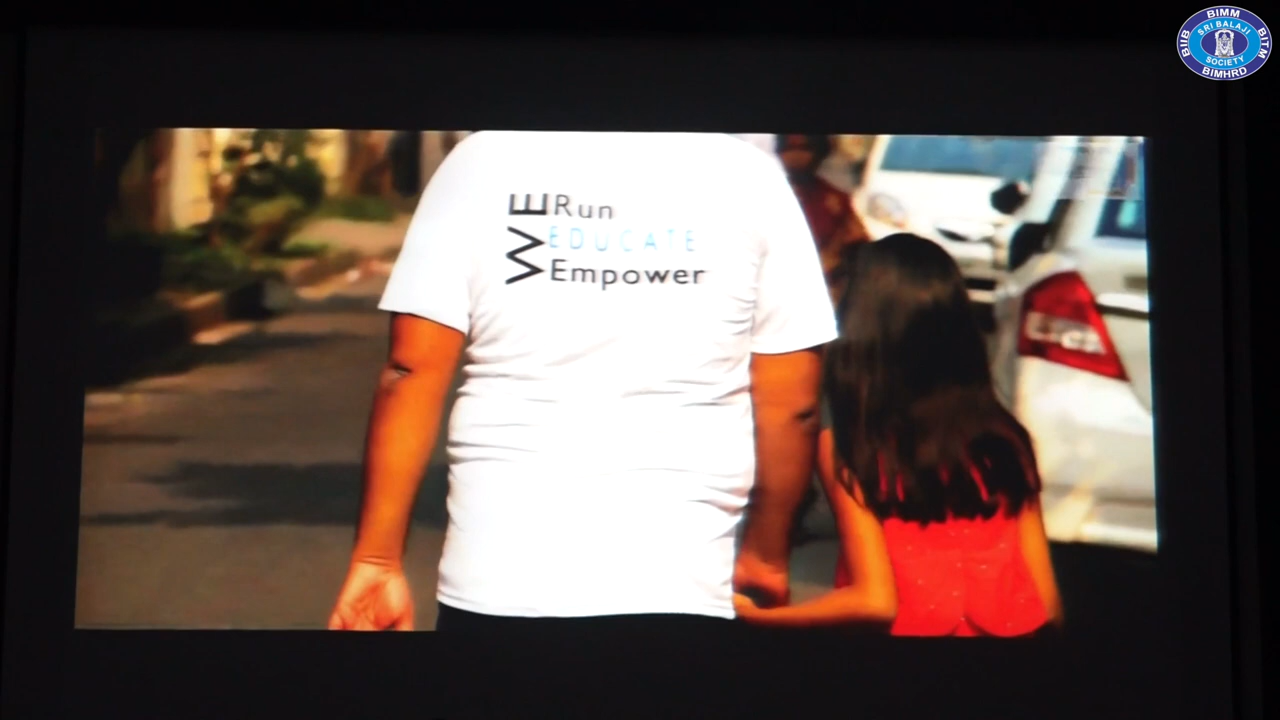 BIMM
BIIB
SRI BALAJI
SOCIETY
BITM
BIMHRD
WE
Run
EDUCATE
Empower